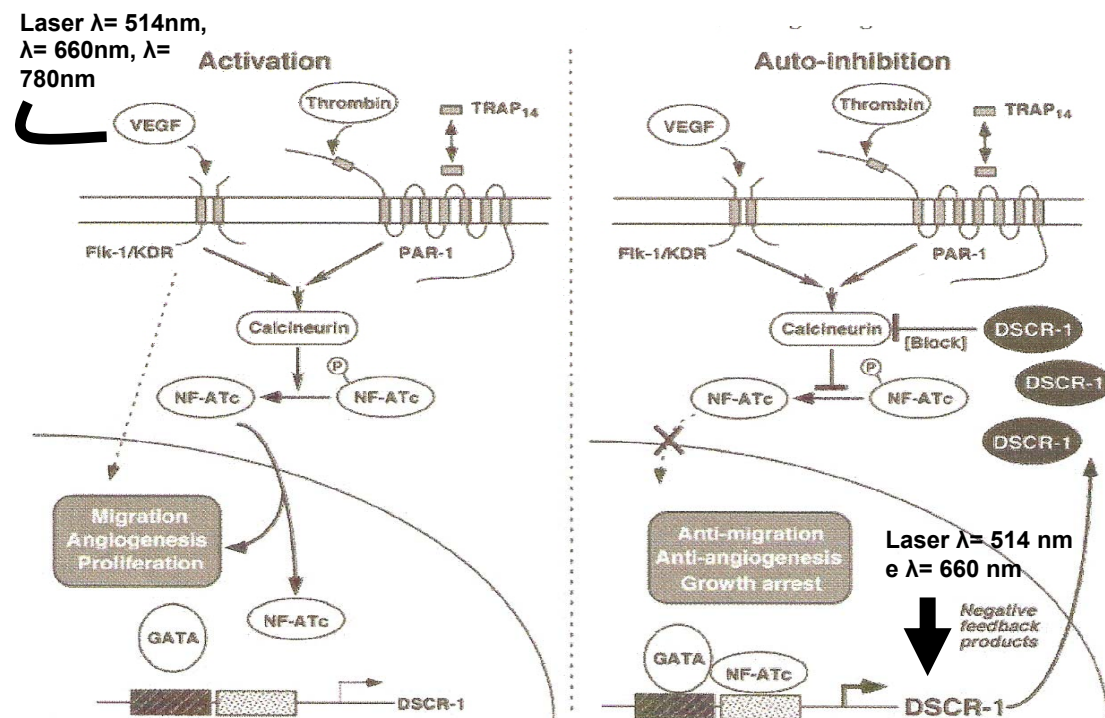 Laser λ= 514nm,
λ= 660nm, λ=
780nm
Activation
VEGF
Thrombin
TRAP14
Flk-1/KDR
PAR-1
Calcineurin
P
NF-ATc
NF-ATc
Migration
Angiogenesis
Proliferation
NF-ATc
GATA
DSCR-1
Auto-inhibition
VEGF
Thrombin
TRAP14
Flk-1/KDR
PAR-1
Calcineurin
[Block]
DSCR-1
DSCR-1
DSCR-1
P
NF-ATc
NF-ATc
Anti-migration
Anti-angiogenesis
Growth arrest
Laser λ= 514 nm
e λ= 660 nm
Negative
feedback
products
GATA
NF-ATc
DSCR-1